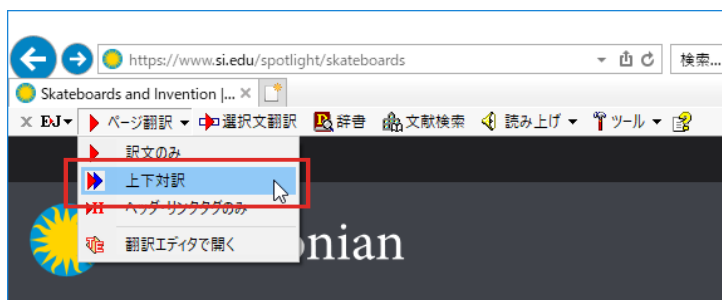 https://www.si.edu/spotlight/skateboards
検索...
Skateboards and Invention |... ×
× EJ▼ ページ翻訳 ▼ 選択文翻訳 辞書 文献検索 読み上げ ▼ ツール ▼
訳文のみ
上下対訳
ヘッダ・リンクタグのみ
翻訳エディタで開く
nian